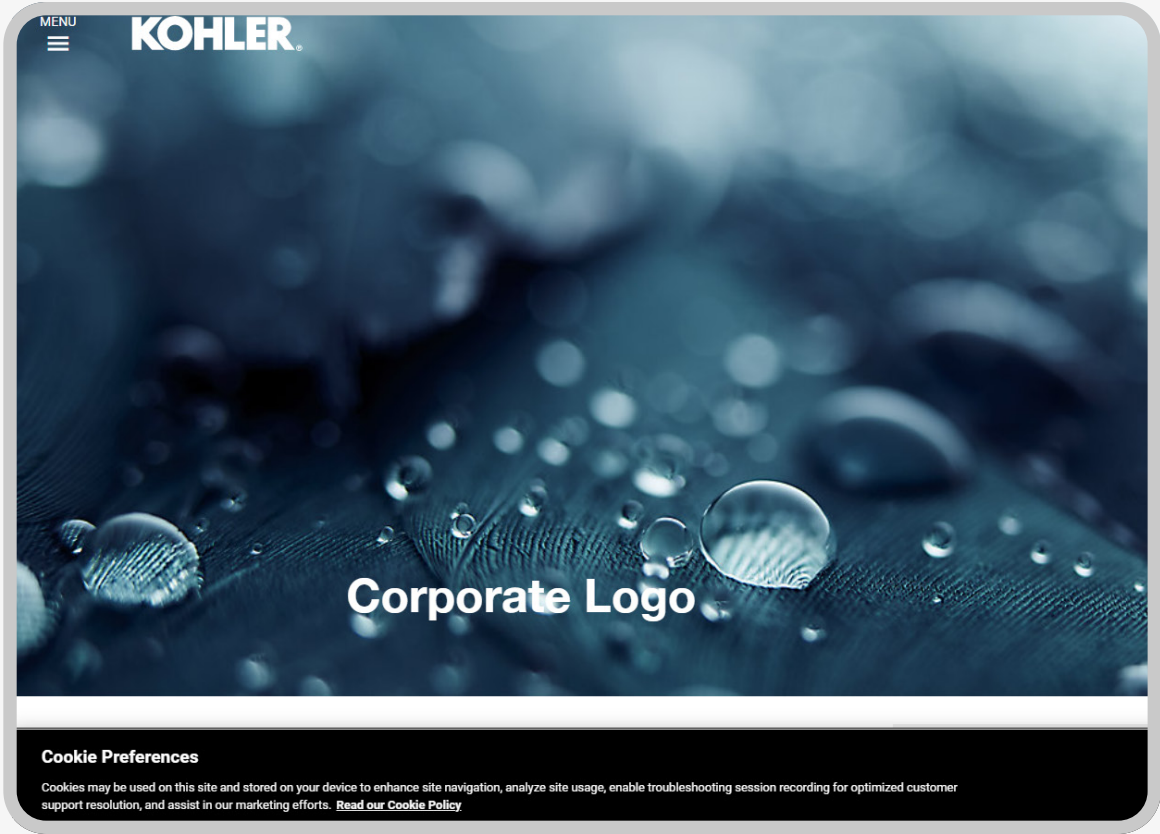 MENU
KOHLER®
Corporate Logo
Cookie Preferences
Cookies may be used on this site and stored on your device to enhance site navigation, analyze site usage, enable troubleshooting session recording for optimized customer
support resolution, and assist in our marketing efforts. Read our Cookie Policy